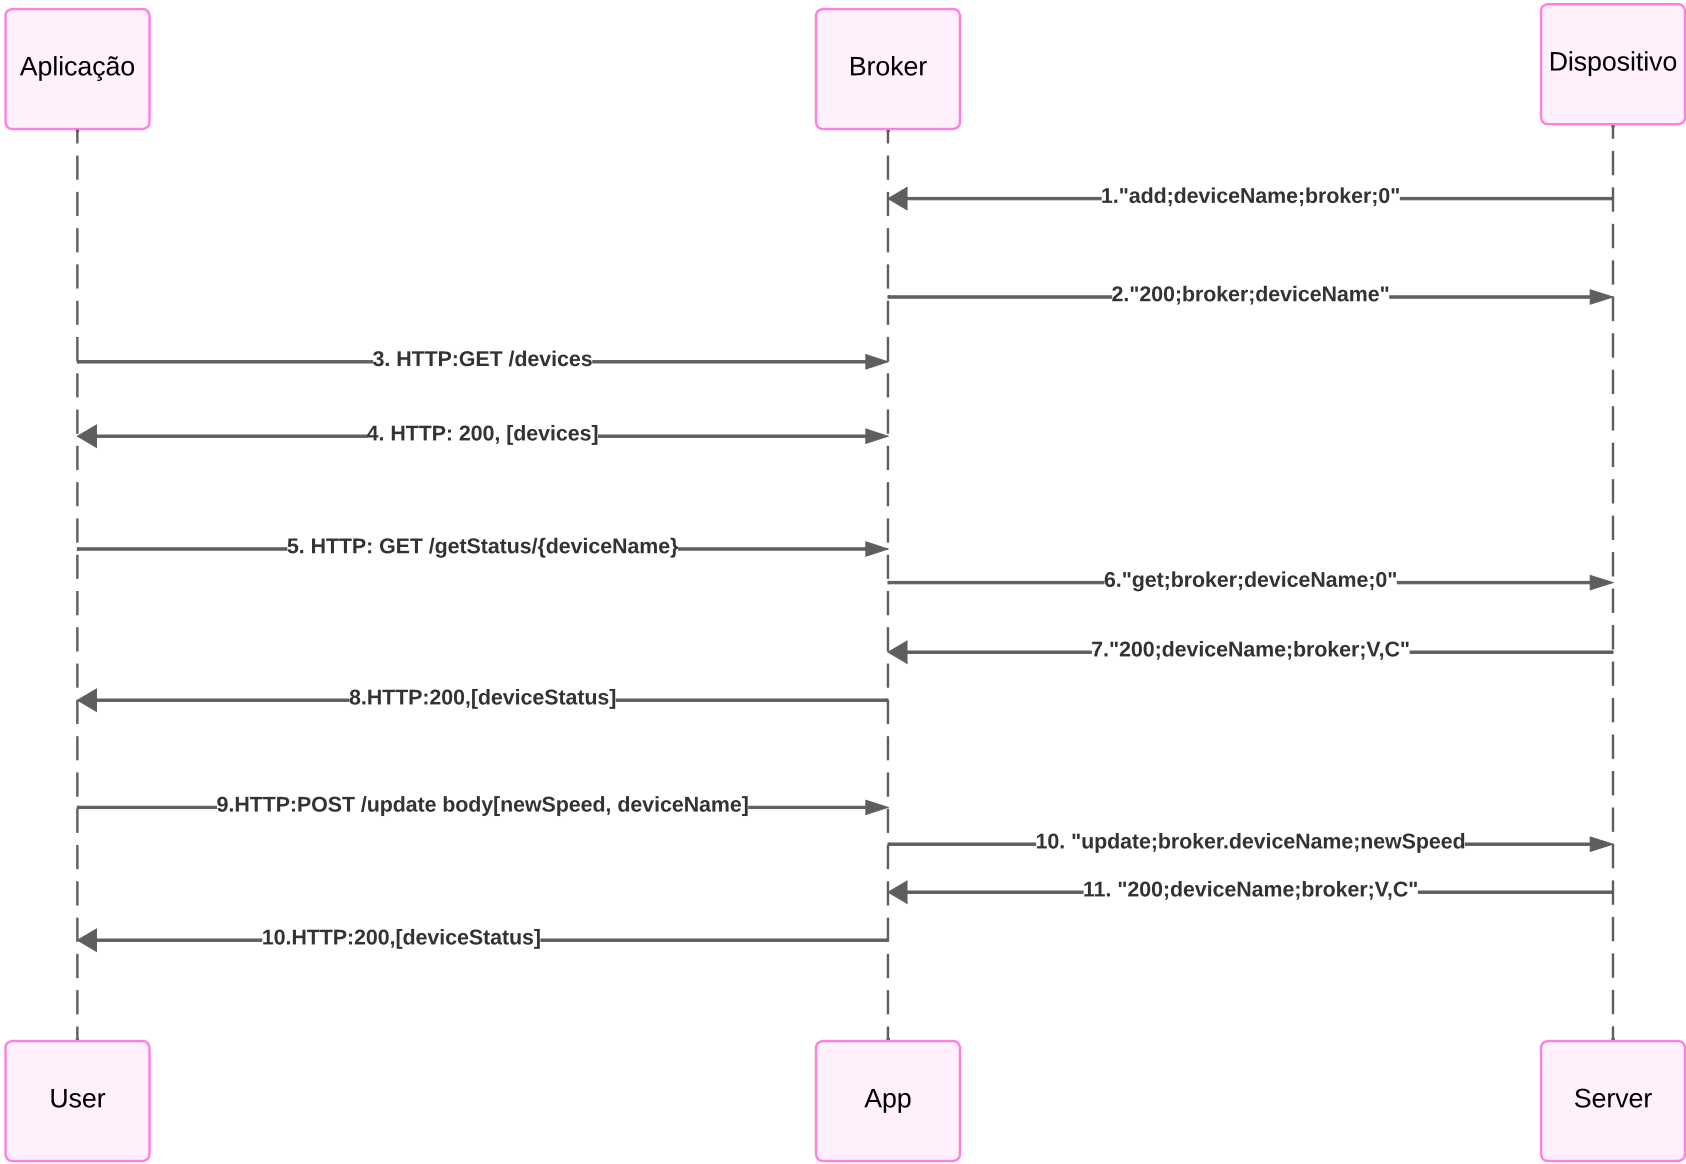 Aplicação
Broker
Dispositivo
1."add;deviceName;broker;0"
2."200;broker;deviceName"
3. HTTP:GET /devices
4. HTTP: 200, [devices]
5. HTTP: GET /getStatus/{deviceName}
6."get;broker;deviceName;0"
7."200;deviceName;broker;V,C"
8.HTTP:200,[deviceStatus]
9.HTTP:POST /update body[newSpeed, deviceName]
10. "update;broker.deviceName;newSpeed
11. "200;deviceName;broker;V,C"
10.HTTP:200,[deviceStatus]
User
App
Server